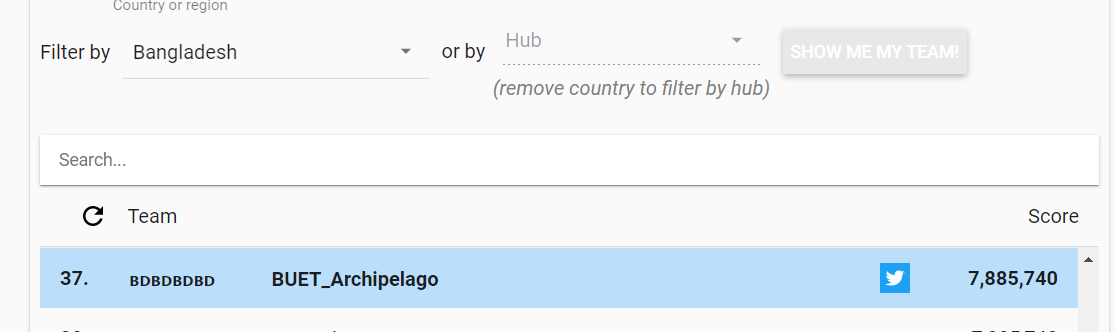 Country or region
Filter by Bangladesh or by Hub SHOW ME MY TEAM!
(remove country to filter by hub)
Search...
Team Score
37. BDBDBDBD BUET_Archipelago 7,885,740